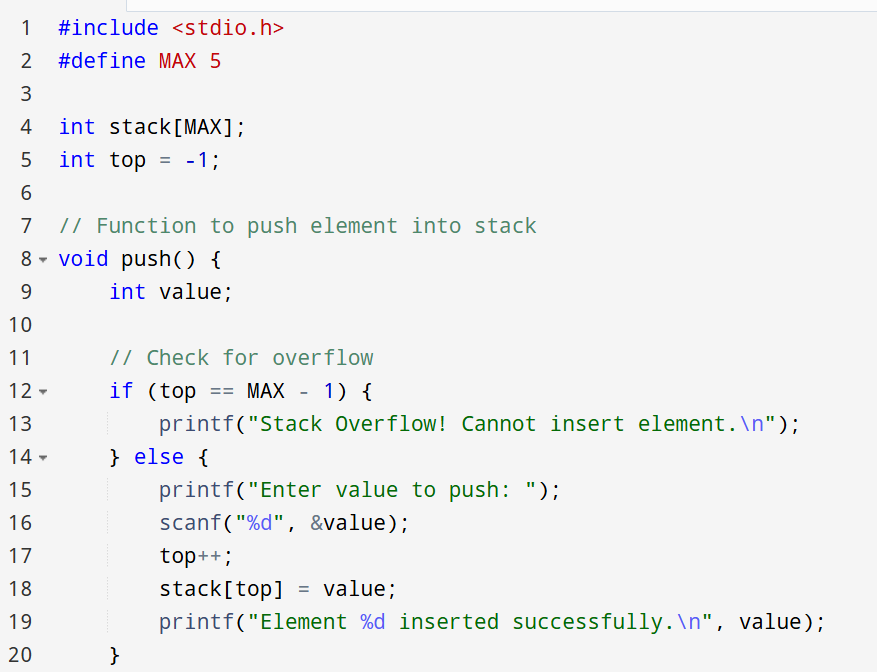 1 #include <stdio.h>
2 #define MAX 5
3
4 int stack[MAX];
5 int top = -1;
6
7 // Function to push element into stack
8 void push() {
9     int value;
10
11     // Check for overflow
12     if (top == MAX - 1) {
13         printf("Stack Overflow! Cannot insert element.\n");
14     } else {
15         printf("Enter value to push: ");
16         scanf("%d", &value);
17         top++;
18         stack[top] = value;
19         printf("Element %d inserted successfully.\n", value);
20     }